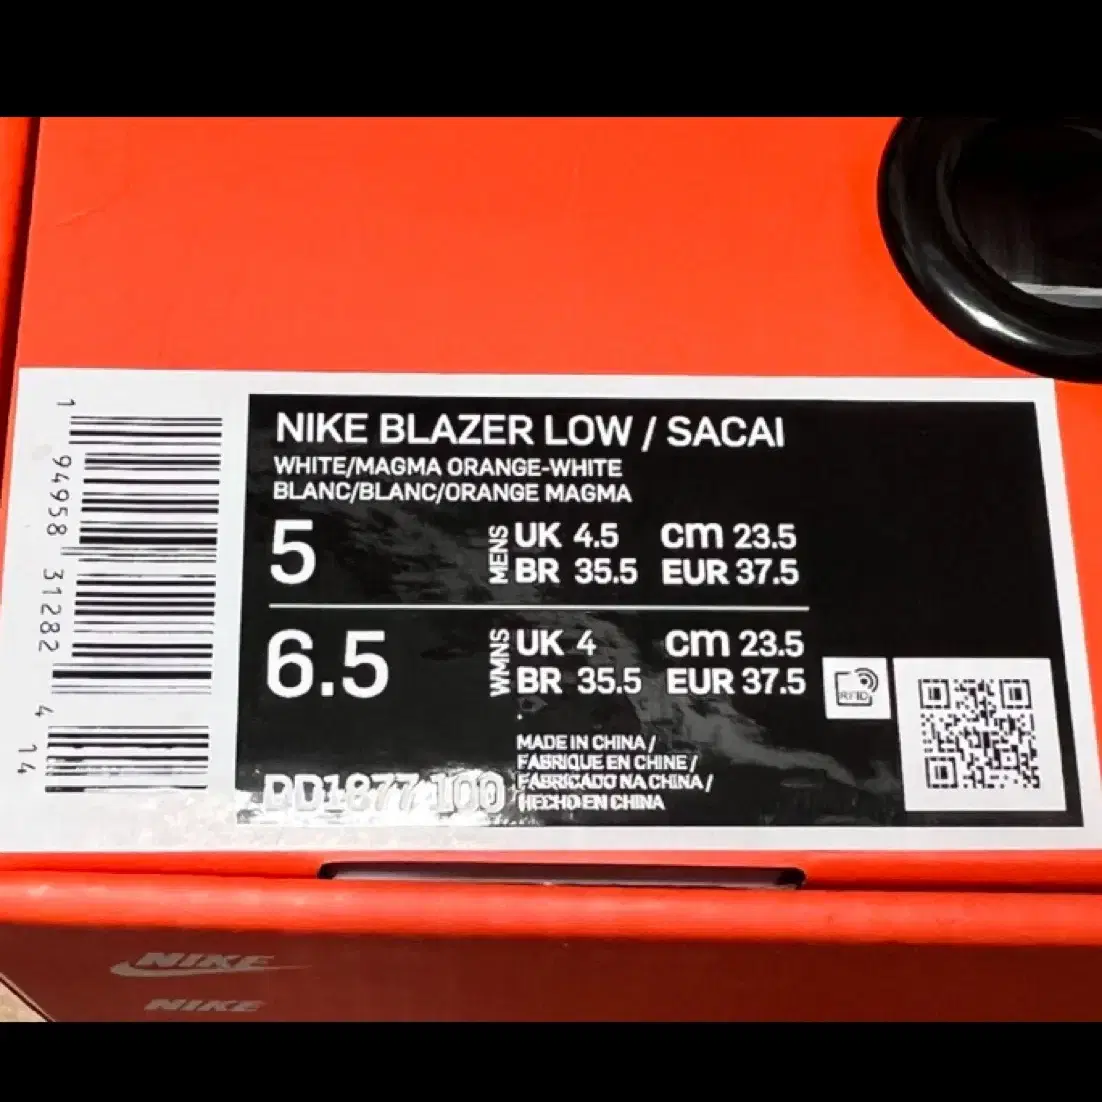 NIKE BLAZER LOW / SACAI
WHITE/MAGMA ORANGE-WHITE
BLANC/BLANC/ORANGE MAGMA
5 MENS UK 4.5 cm 23.5
BR 35.5 EUR 37.5
6.5 WMNS UK 4 cm 23.5
BR 35.5 EUR 37.5
RFID
MADE IN CHINA /
FABRIQUE EN CHINE /
DD1877 100 FABRICADO NA CHINA /
HECHO EN CHINA
1 94958 31282 4 14
NIKE
NIKE